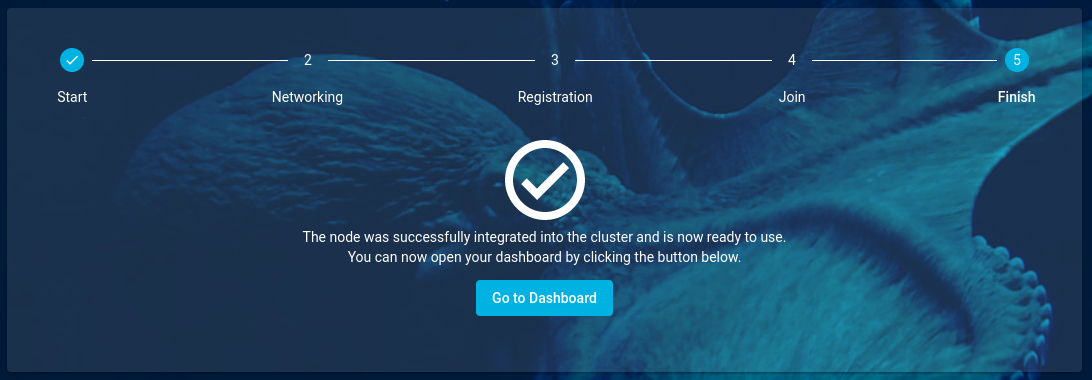 2 3 4 5
Start Networking Registration Join Finish
The node was successfully integrated into the cluster and is now ready to use.
You can now open your dashboard by clicking the button below.
Go to Dashboard